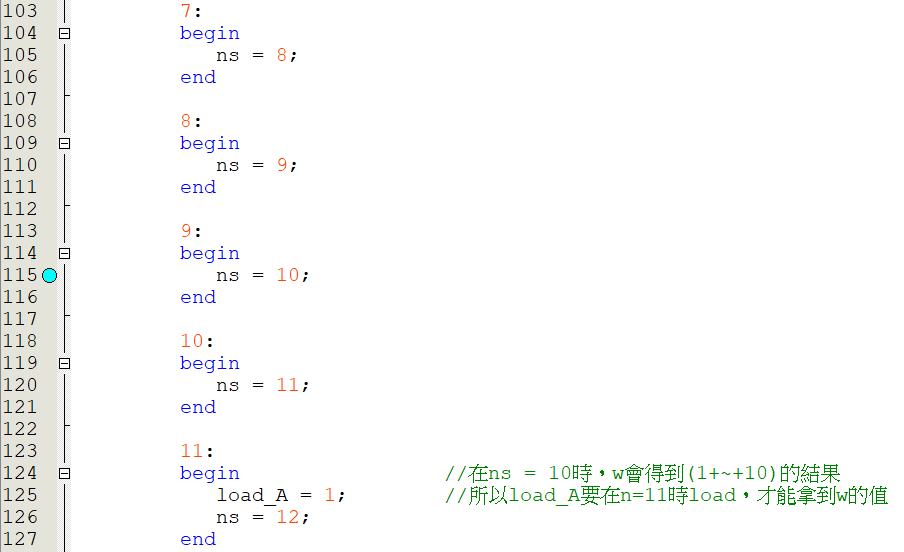 103 7:
104 begin
105 ns = 8;
106 end
107
108 8:
109 begin
110 ns = 9;
111 end
112
113 9:
114 begin
115 ns = 10;
116 end
117
118 10:
119 begin
120 ns = 11;
121 end
122
123 11:
124 begin //在ns = 10時，w會得到(1+~+10)的結果
125 load_A = 1; //所以load_A要在n=11時load，才能拿到w的值
126 ns = 12;
127 end